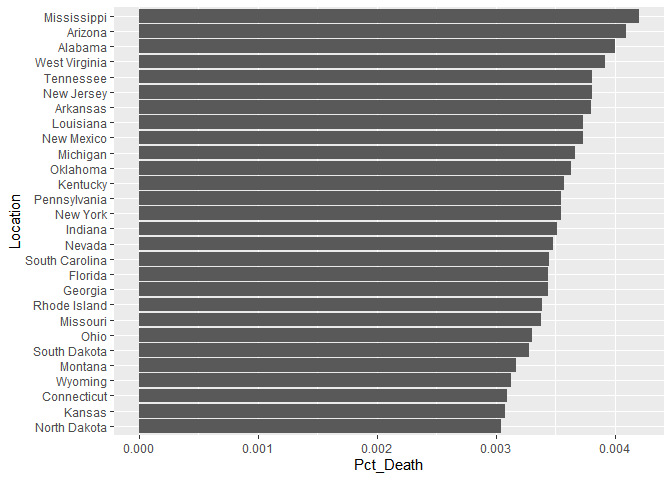 Mississippi
Arizona
Alabama
West Virginia
Tennessee
New Jersey
Arkansas
Louisiana
New Mexico
Michigan
Oklahoma
Kentucky
Pennsylvania
New York
Indiana
Nevada
South Carolina
Florida
Georgia
Rhode Island
Missouri
Ohio
South Dakota
Montana
Wyoming
Connecticut
Kansas
North Dakota
Location
0.000 0.001 0.002 0.003 0.004
Pct_Death